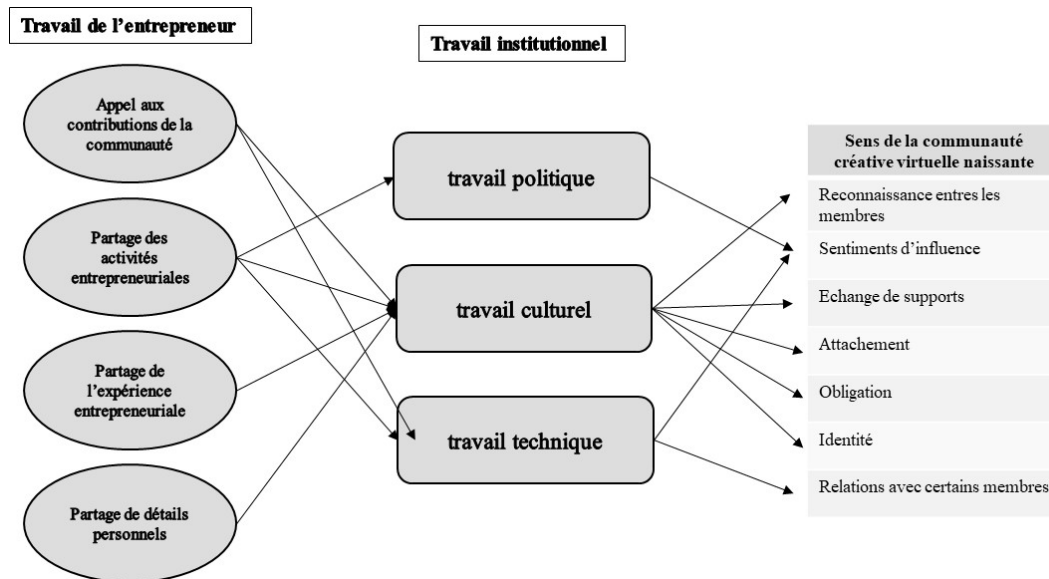 Travail de l'entrepreneur
Travail institutionnel
Appel aux
contributions de la
communauté
Partage des
activités
entrepreneuriales
Partage de
l'expérience
entrepreneuriale
Partage de détails
personnels
travail politique
travail culturel
travail technique
Sens de la communauté
créative virtuelle naissante
Reconnaissance entres les
membres
Sentiments d'influence
Echange de supports
Attachement
Obligation
Identité
Relations avec certains membres